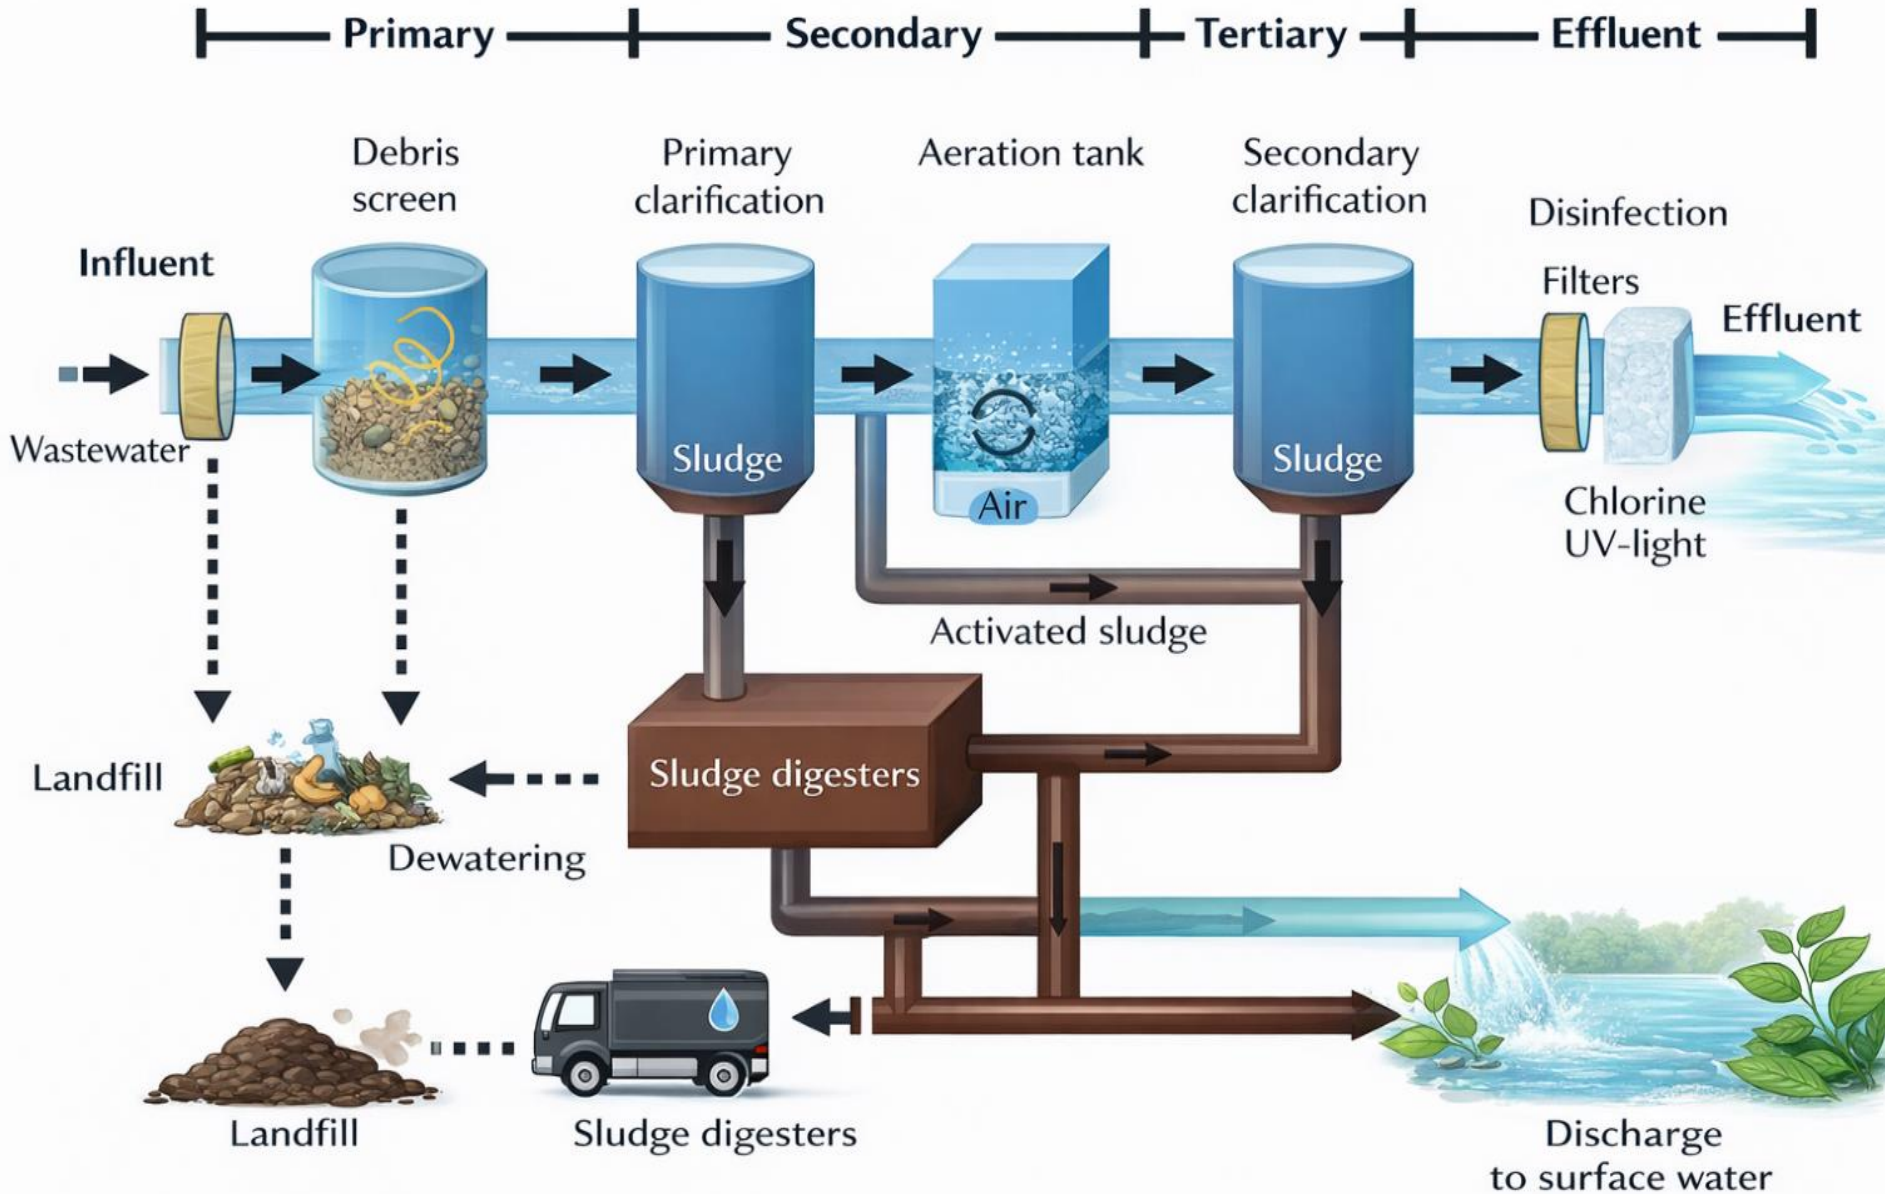 Primary
Secondary
Tertiary
Effluent
Debris
screen
Primary
clarification
Aeration tank
Secondary
clarification
Disinfection
Influent
Filters
Effluent
Wastewater
Sludge
Air
Sludge
Chlorine
UV-light
Activated sludge
Landfill
Sludge digesters
Dewatering
Landfill
Sludge digesters
Discharge
to surface water